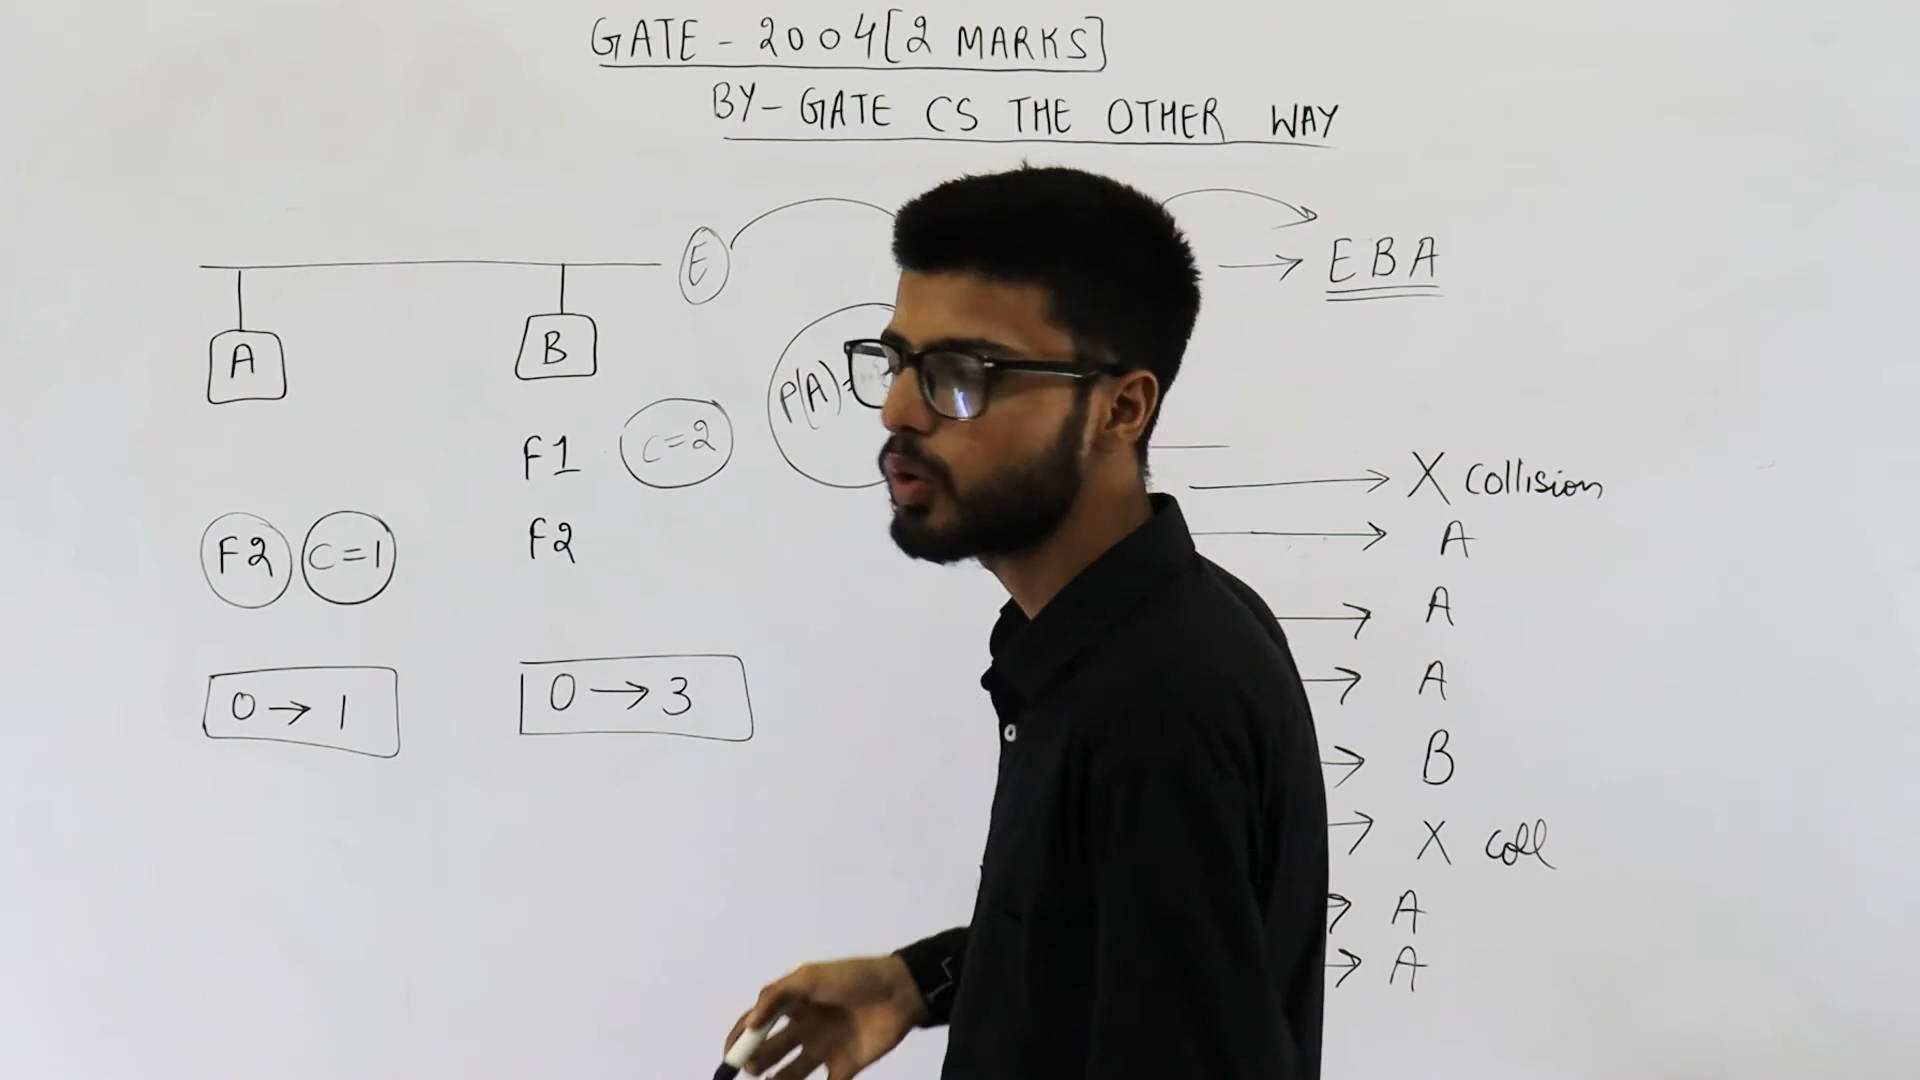 GATE - 2004 [2 MARKS]
BY - GATE CS THE OTHER WAY
E
EBA
A
B
P(A) =
F1
C=2
X Collision
A
F2
C=1
F2
A
A
0 → 1
0 → 3
B
X Coll
A
A